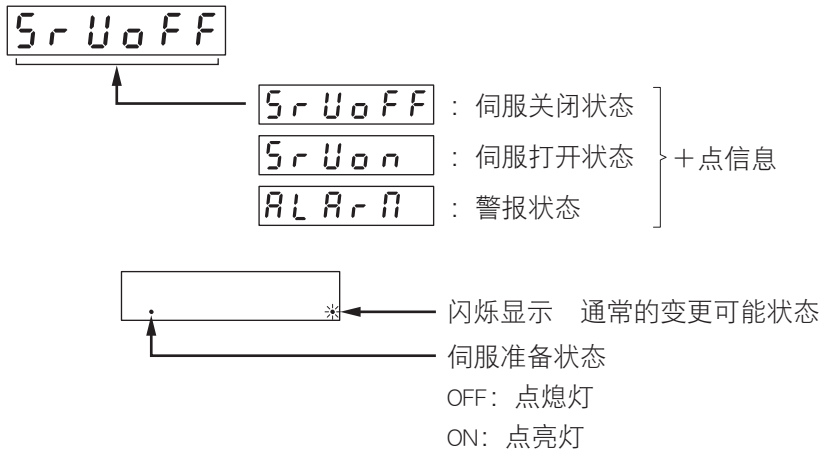 SrUoFF
SrUoFF : 伺服关闭状态
SrUon : 伺服打开状态
ALArM : 警报状态
＋点信息
闪烁显示　通常的变更可能状态
伺服准备状态
OFF：点熄灯
ON：点亮灯